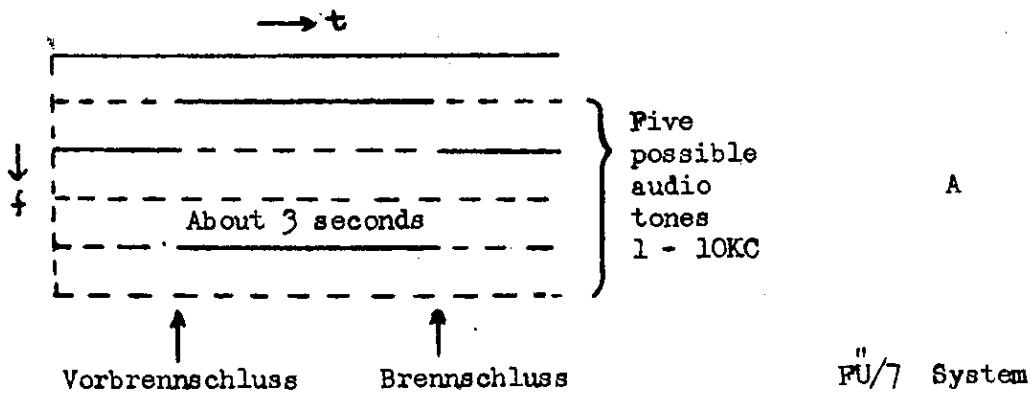 t
f
Five
possible
audio
tones
1 - 10KC
A
About 3 seconds
Vorbrennschluss
Brennschluss
FÜ/7 System